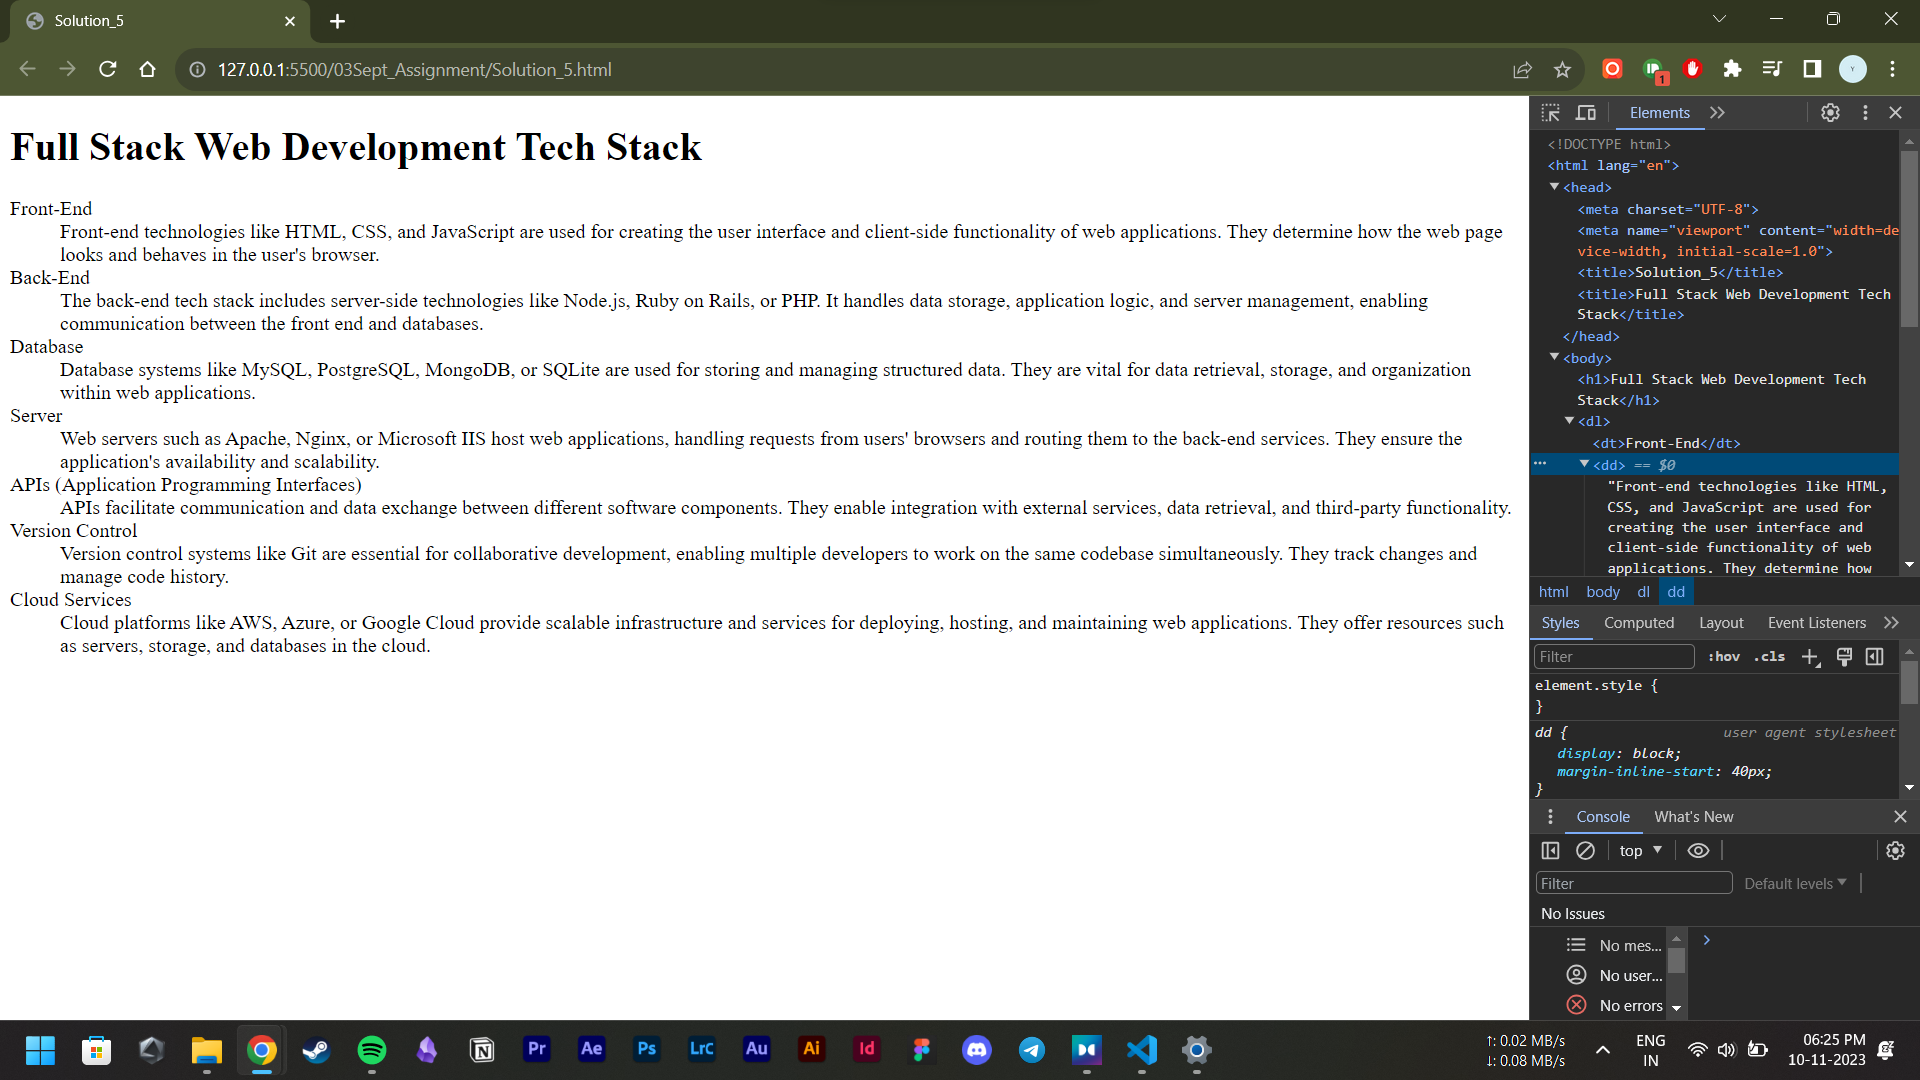 Solution_5
127.0.0.1:5500/03Sept_Assignment/Solution_5.html
1
Y
Full Stack Web Development Tech Stack
Front-End
Front-end technologies like HTML, CSS, and JavaScript are used for creating the user interface and client-side functionality of web applications. They determine how the web page
looks and behaves in the user's browser.
Back-End
The back-end tech stack includes server-side technologies like Node.js, Ruby on Rails, or PHP. It handles data storage, application logic, and server management, enabling
communication between the front end and databases.
Database
Database systems like MySQL, PostgreSQL, MongoDB, or SQLite are used for storing and managing structured data. They are vital for data retrieval, storage, and organization
within web applications.
Server
Web servers such as Apache, Nginx, or Microsoft IIS host web applications, handling requests from users' browsers and routing them to the back-end services. They ensure the
application's availability and scalability.
APIs (Application Programming Interfaces)
APIs facilitate communication and data exchange between different software components. They enable integration with external services, data retrieval, and third-party functionality.
Version Control
Version control systems like Git are essential for collaborative development, enabling multiple developers to work on the same codebase simultaneously. They track changes and
manage code history.
Cloud Services
Cloud platforms like AWS, Azure, or Google Cloud provide scalable infrastructure and services for deploying, hosting, and maintaining web applications. They offer resources such
as servers, storage, and databases in the cloud.
Elements
<!DOCTYPE html>
<html lang="en">
<head>
<meta charset="UTF-8">
<meta name="viewport" content="width=de
vice-width, initial-scale=1.0">
<title>Solution_5</title>
<title>Full Stack Web Development Tech
Stack</title>
</head>
<body>
<h1>Full Stack Web Development Tech
Stack</h1>
<dl>
<dt>Front-End</dt>
<dd> == $0
"Front-end technologies like HTML,
CSS, and JavaScript are used for
creating the user interface and
client-side functionality of web
applications. They determine how
html body dl dd
Styles Computed Layout Event Listeners
Filter :hov .cls
element.style {
}
dd { user agent stylesheet
display: block;
margin-inline-start: 40px;
}
Console What's New
top
Filter Default levels
No Issues
No mes...
No user...
No errors
Pr Ae Ps LrC Au Ai Id
↑: 0.02 MB/s
↓: 0.08 MB/s
ENG
IN
06:25 PM
10-11-2023